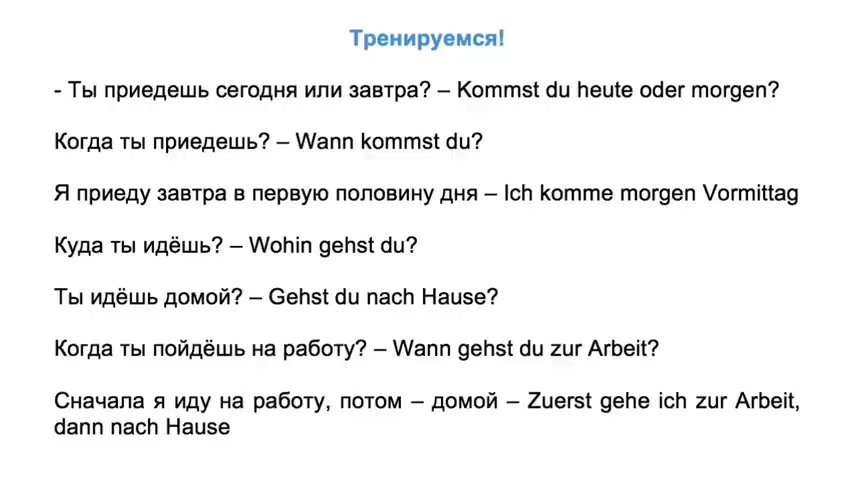 Тренируемся!
- Ты приедешь сегодня или завтра? – Kommst du heute oder morgen?
Когда ты приедешь? – Wann kommst du?
Я приеду завтра в первую половину дня – Ich komme morgen Vormittag
Куда ты идёшь? – Wohin gehst du?
Ты идёшь домой? – Gehst du nach Hause?
Когда ты пойдёшь на работу? – Wann gehst du zur Arbeit?
Сначала я иду на работу, потом – домой – Zuerst gehe ich zur Arbeit,
dann nach Hause